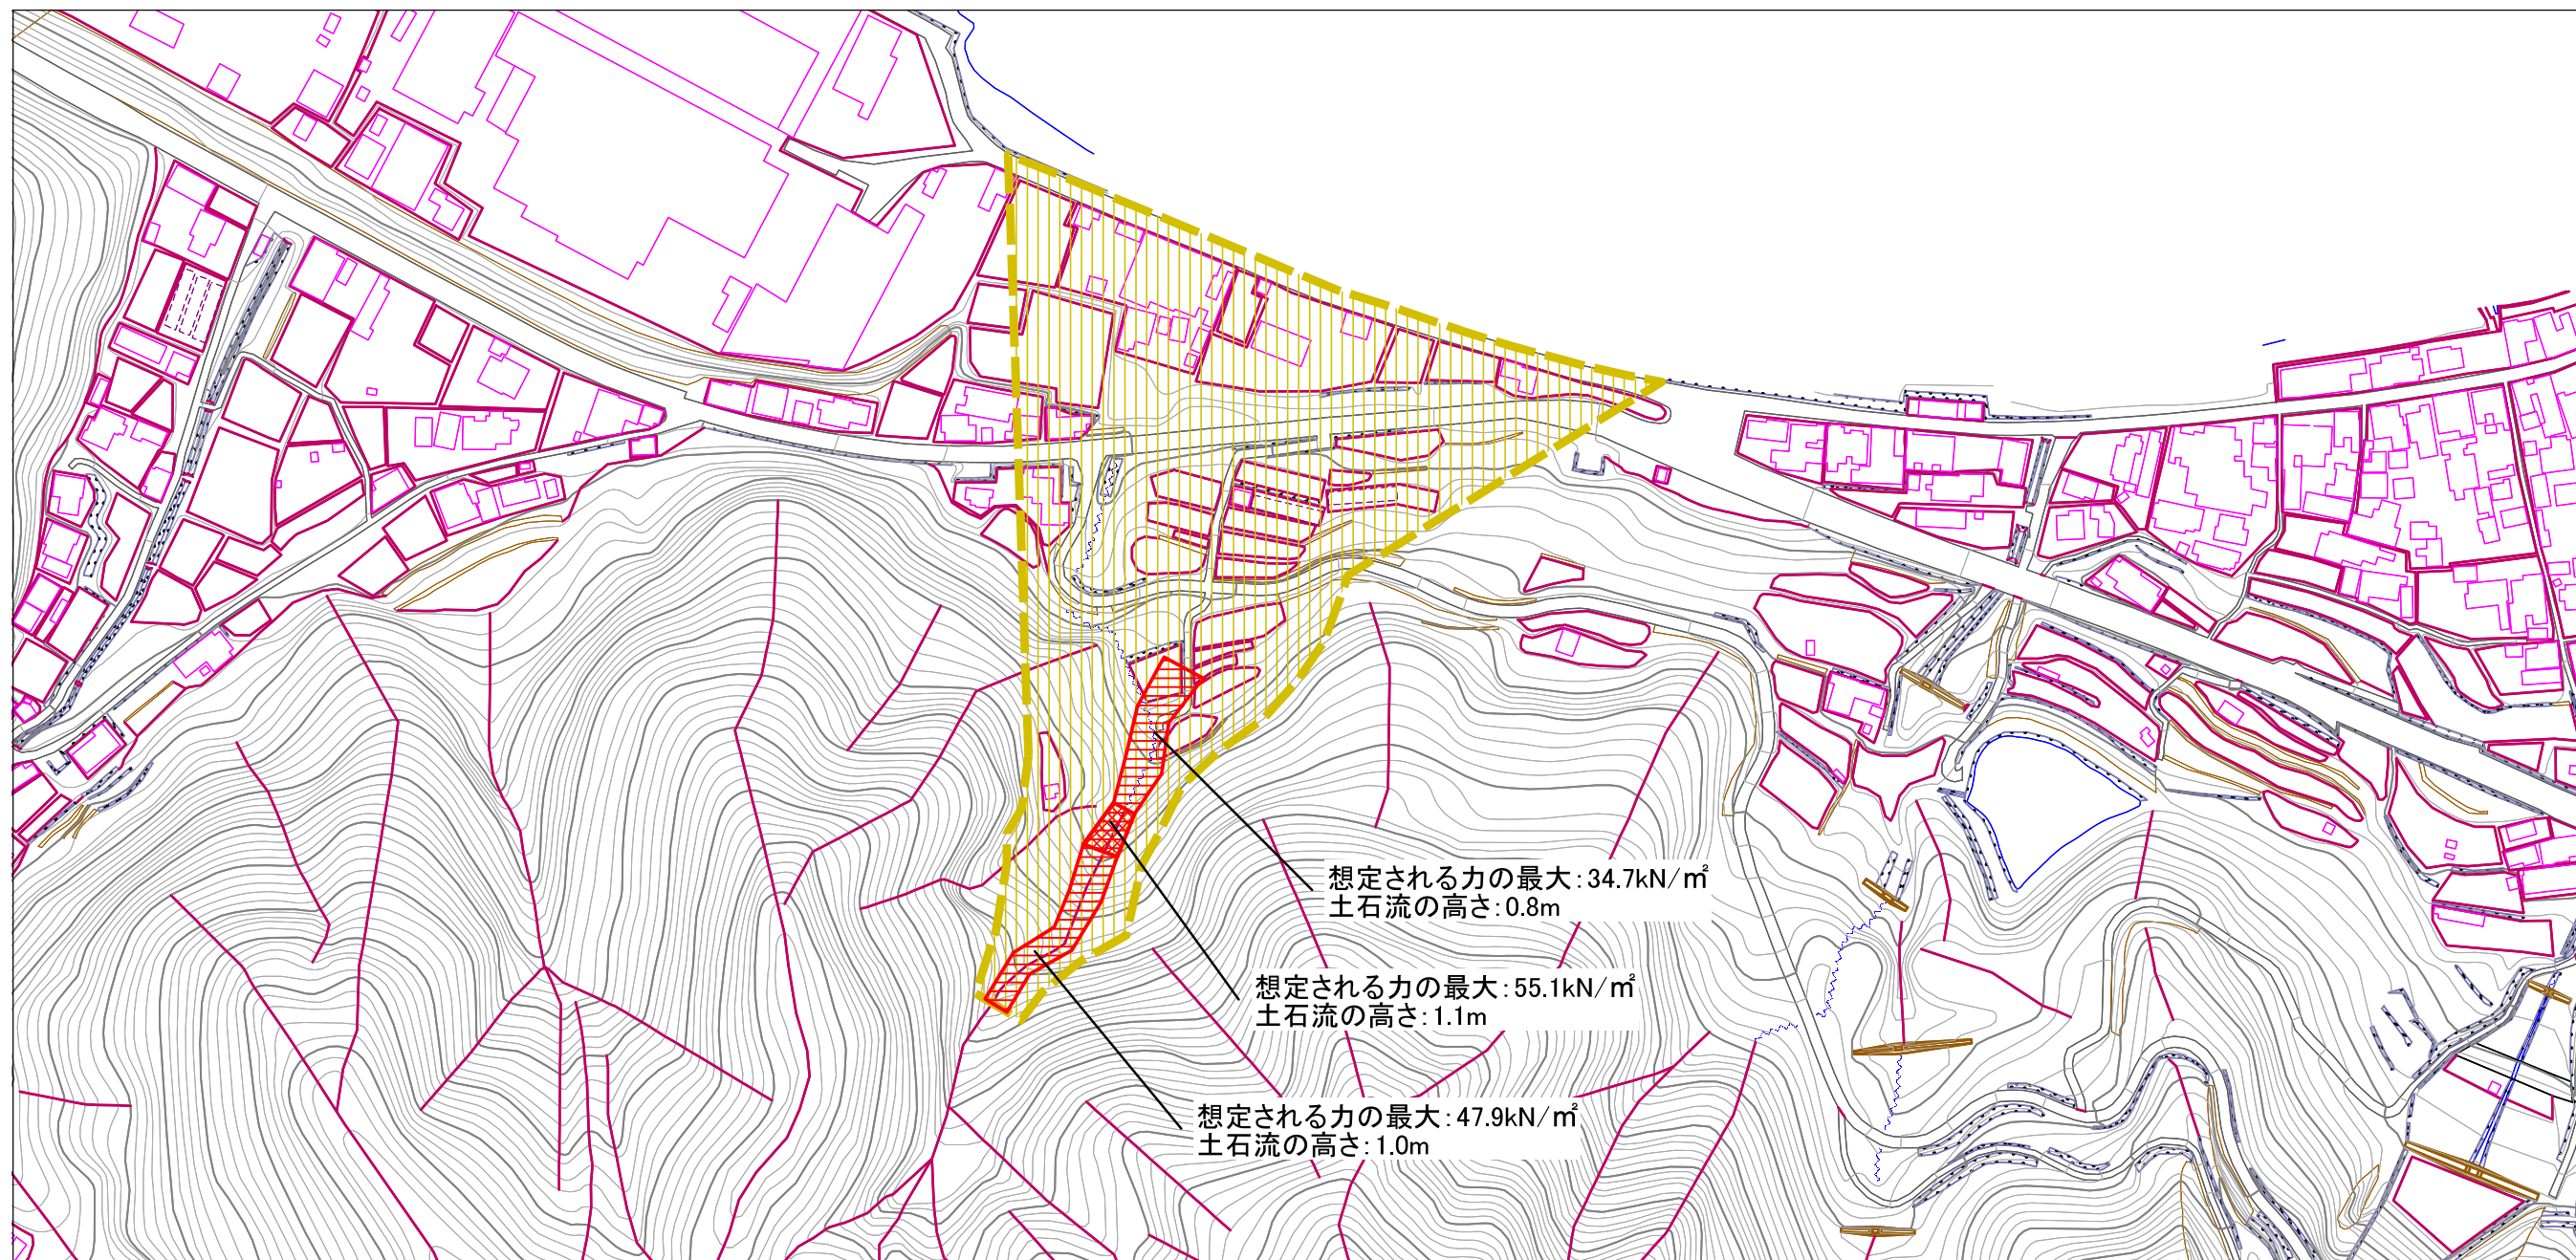 想定される力の最大：34.7kN/㎡
土石流の高さ：0.8m
想定される力の最大：55.1kN/㎡
土石流の高さ：1.1m
想定される力の最大：47.9kN/㎡
土石流の高さ：1.0m